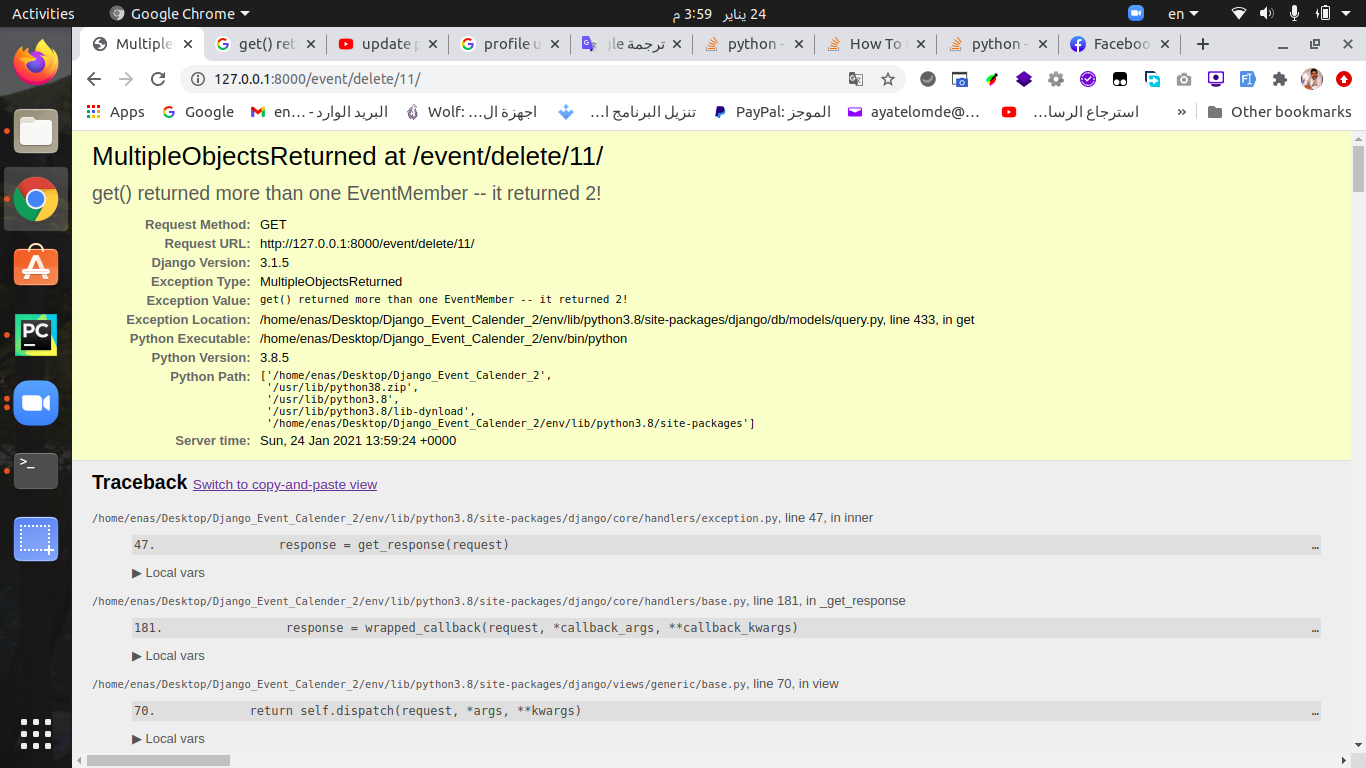 Activities Google Chrome 24 يناير 3:59 م en
Multiple get() ret update p profile u ترجمة python - How To python - Faceboo
127.0.0.1:8000/event/delete/11/
Apps Google البريد الوارد - ...en Wolf: ...اجهزة ال تنزيل البرنامج ا... PayPal: الموجز ayatelomde@... استرجاع الرسا... » Other bookmarks
MultipleObjectsReturned at /event/delete/11/
get() returned more than one EventMember -- it returned 2!
Request Method: GET
Request URL: http://127.0.0.1:8000/event/delete/11/
Django Version: 3.1.5
Exception Type: MultipleObjectsReturned
Exception Value: get() returned more than one EventMember -- it returned 2!
Exception Location: /home/enas/Desktop/Django_Event_Calender_2/env/lib/python3.8/site-packages/django/db/models/query.py, line 433, in get
Python Executable: /home/enas/Desktop/Django_Event_Calender_2/env/bin/python
Python Version: 3.8.5
Python Path: ['/home/enas/Desktop/Django_Event_Calender_2',
'/usr/lib/python38.zip',
'/usr/lib/python3.8',
'/usr/lib/python3.8/lib-dynload',
'/home/enas/Desktop/Django_Event_Calender_2/env/lib/python3.8/site-packages']
Server time: Sun, 24 Jan 2021 13:59:24 +0000
Traceback Switch to copy-and-paste view
/home/enas/Desktop/Django_Event_Calender_2/env/lib/python3.8/site-packages/django/core/handlers/exception.py, line 47, in inner
47. response = get_response(request) …
▶ Local vars
/home/enas/Desktop/Django_Event_Calender_2/env/lib/python3.8/site-packages/django/core/handlers/base.py, line 181, in _get_response
181. response = wrapped_callback(request, *callback_args, **callback_kwargs) …
▶ Local vars
/home/enas/Desktop/Django_Event_Calender_2/env/lib/python3.8/site-packages/django/views/generic/base.py, line 70, in view
70. return self.dispatch(request, *args, **kwargs) …
▶ Local vars